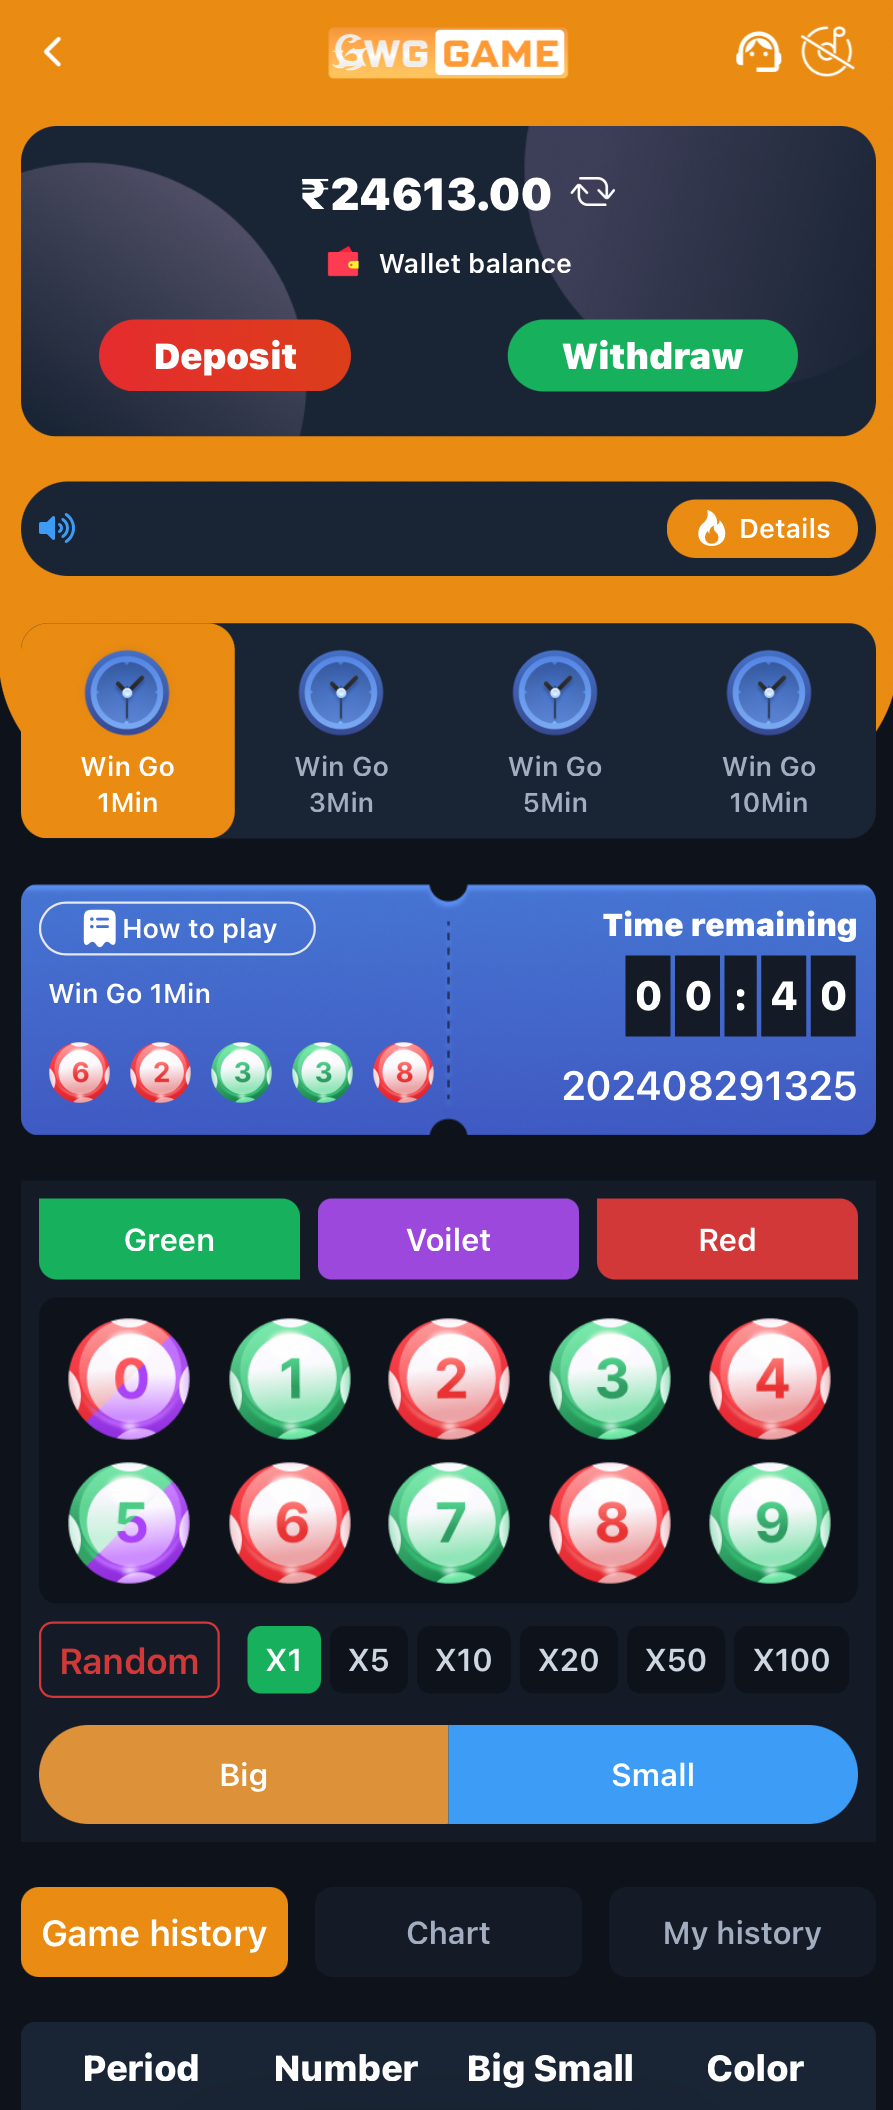 GWG GAME
₹24613.00
Wallet balance
Deposit Withdraw
Details
Win Go 1Min
Win Go 3Min
Win Go 5Min
Win Go 10Min
How to play
Win Go 1Min
6 2 3 3 8
Time remaining
0 0 : 4 0
202408291325
Green Voilet Red
0 1 2 3 4
5 6 7 8 9
Random X1 X5 X10 X20 X50 X100
Big Small
Game history Chart My history
Period Number Big Small Color